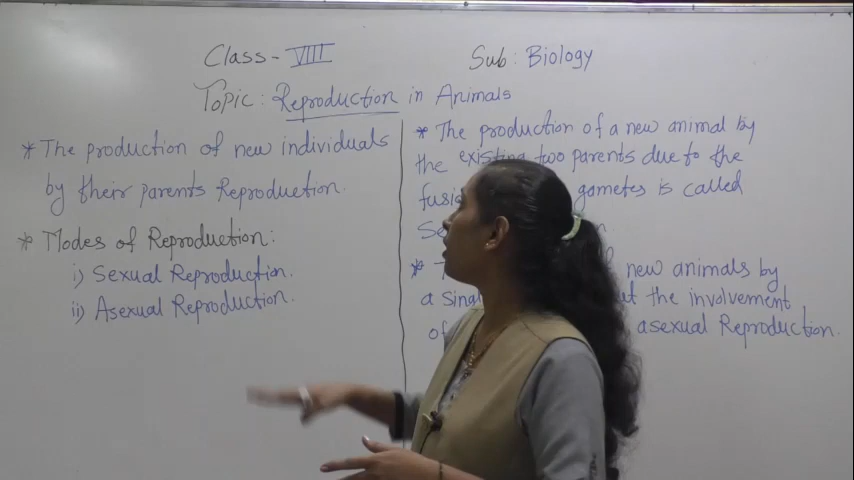 Class - VIII
Sub : Biology
Topic : Reproduction in Animals
* The production of new individuals
by their parents Reproduction.
* Modes of Reproduction:
i) Sexual Reproduction.
ii) Asexual Reproduction.
* The production of a new animal by
the existing two parents due to the
gametes is called
* new animals by
a the involvement
of asexual Reproduction.